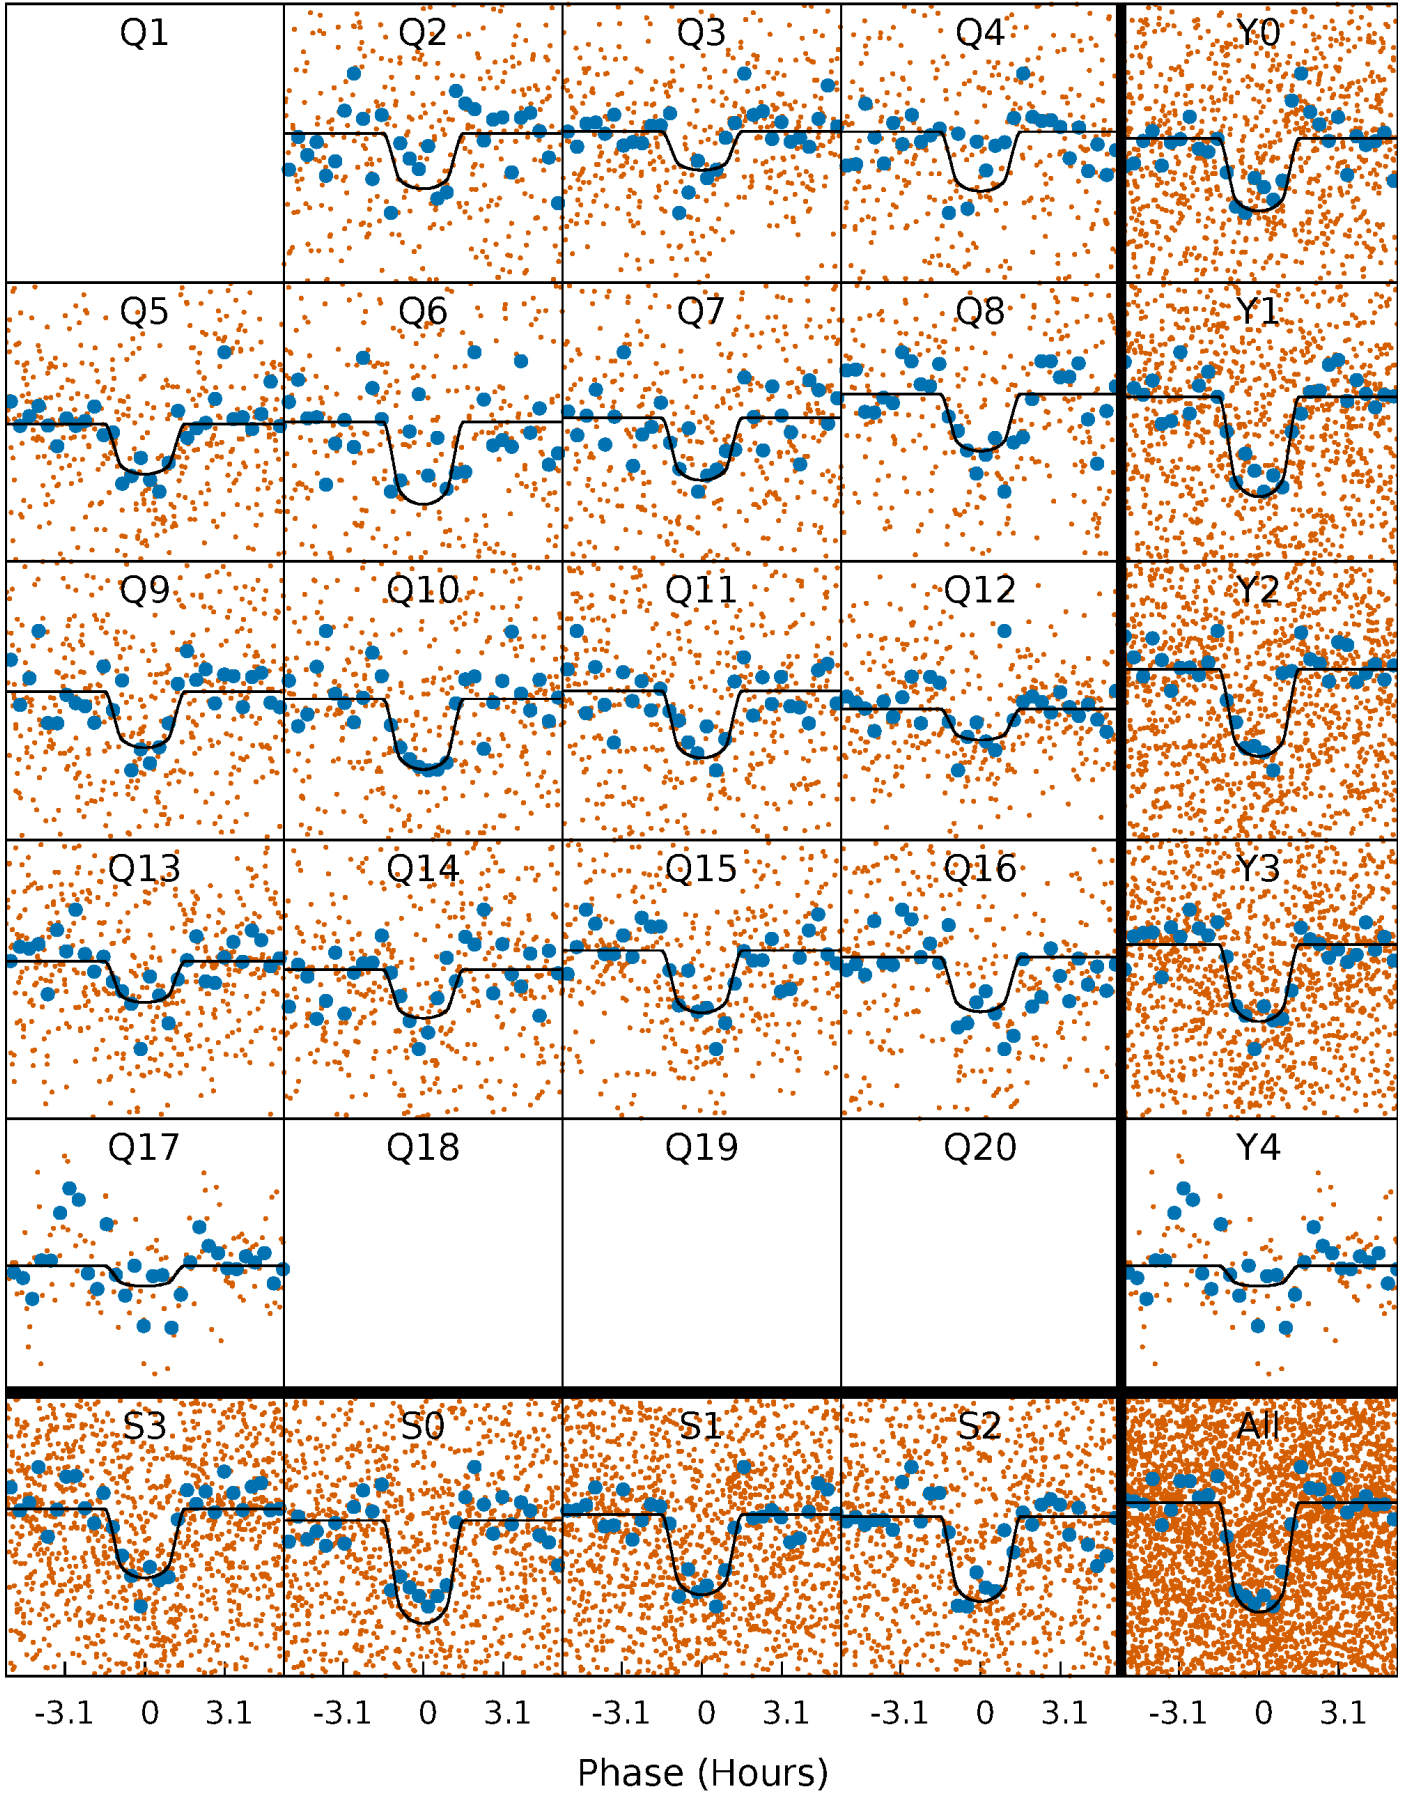 Q1 Q2 Q3 Q4 Y0
Q5 Q6 Q7 Q8 Y1
Q9 Q10 Q11 Q12 Y2
Q13 Q14 Q15 Q16 Y3
Q17 Q18 Q19 Q20 Y4
S3 S0 S1 S2 All
-3.1 0 3.1 -3.1 0 3.1 -3.1 0 3.1 -3.1 0 3.1 -3.1 0 3.1
Phase (Hours)